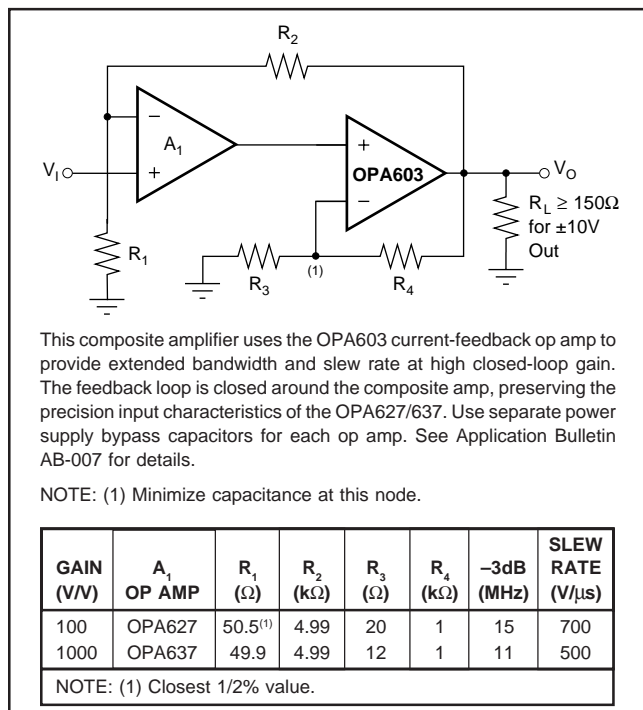 R2
−
A1
+
VI
R1
+
OPA603
−
VO
RL ≥ 150Ω
for ±10V
Out
R3
(1)
R4
This composite amplifier uses the OPA603 current-feedback op amp to
provide extended bandwidth and slew rate at high closed-loop gain.
The feedback loop is closed around the composite amp, preserving the
precision input characteristics of the OPA627/637. Use separate power
supply bypass capacitors for each op amp. See Application Bulletin
AB-007 for details.
NOTE: (1) Minimize capacitance at this node.
GAIN (V/V) A1 OP AMP R1 (Ω) R2 (kΩ) R3 (Ω) R4 (kΩ) –3dB (MHz) SLEW RATE (V/μs)
100 OPA627 50.5(1) 4.99 20 1 15 700
1000 OPA637 49.9 4.99 12 1 11 500
NOTE: (1) Closest 1/2% value.